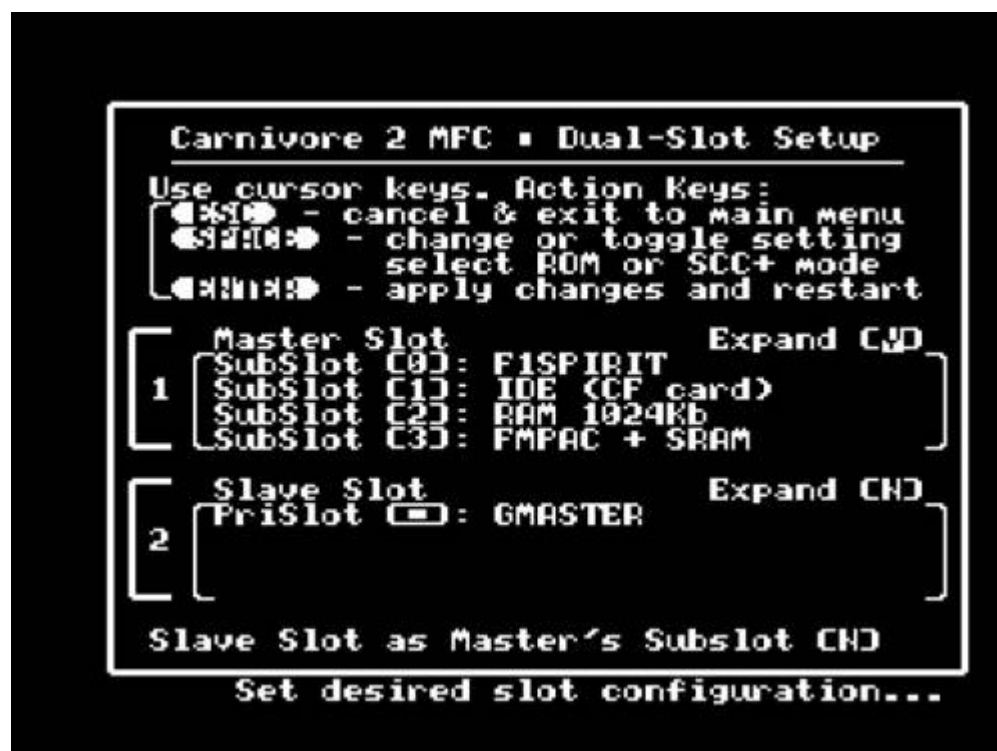 Carnivore 2 MFC ▪ Dual-Slot Setup
Use cursor keys. Action Keys:
ESC - cancel & exit to main menu
SPACE - change or toggle setting
select ROM or SCC+ mode
ENTER - apply changes and restart
Master Slot Expand [ ]
1
SubSlot [0]: F1SPIRIT
SubSlot [1]: IDE (CF card)
SubSlot [2]: RAM 1024Kb
SubSlot [3]: FMPAC + SRAM
Slave Slot Expand [N]
2
PriSlot [-]: GMASTER
Slave Slot as Master's Subslot [N]
Set desired slot configuration...